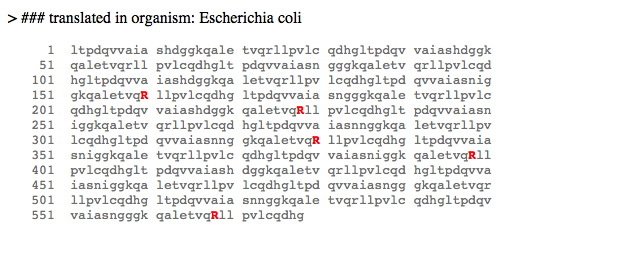 > ### translated in organism: Escherichia coli
1 ltpdqvvaia shdggkqale tvqrllpvlc qdhgltpdqv vaiashdggk
51 qaletvqrll pvlcqdhglt pdqvvaiasn gggkqaletv qrllpvlcqd
101 hgltpdqvva iashdggkqa letvqrllpv lcqdhgltpd qvvaiasnig
151 gkqaletvqR llpvlcqdhg ltpdqvvaia sngggkqale tvqrllpvlc
201 qdhgltpdqv vaiashdggk qaletvqRll pvlcqdhglt pdqvvaiasn
251 iggkqaletv qrllpvlcqd hgltpdqvva iasnnggkqa letvqrllpv
301 lcqdhgltpd qvvaiasnng gkqaletvqR llpvlcqdhg ltpdqvvaia
351 sniggkqale tvqrllpvlc qdhgltpdqv vaiasniggk qaletvqRll
401 pvlcqdhglt pdqvvaiash dggkqaletv qrllpvlcqd hgltpdqvva
451 iasniggkqa letvqrllpv lcqdhgltpd qvvaiasngg gkqaletvqr
501 llpvlcqdhg ltpdqvvaia snnggkqale tvqrllpvlc qdhgltpdqv
551 vaiasngggk qaletvqRll pvlcqdhg